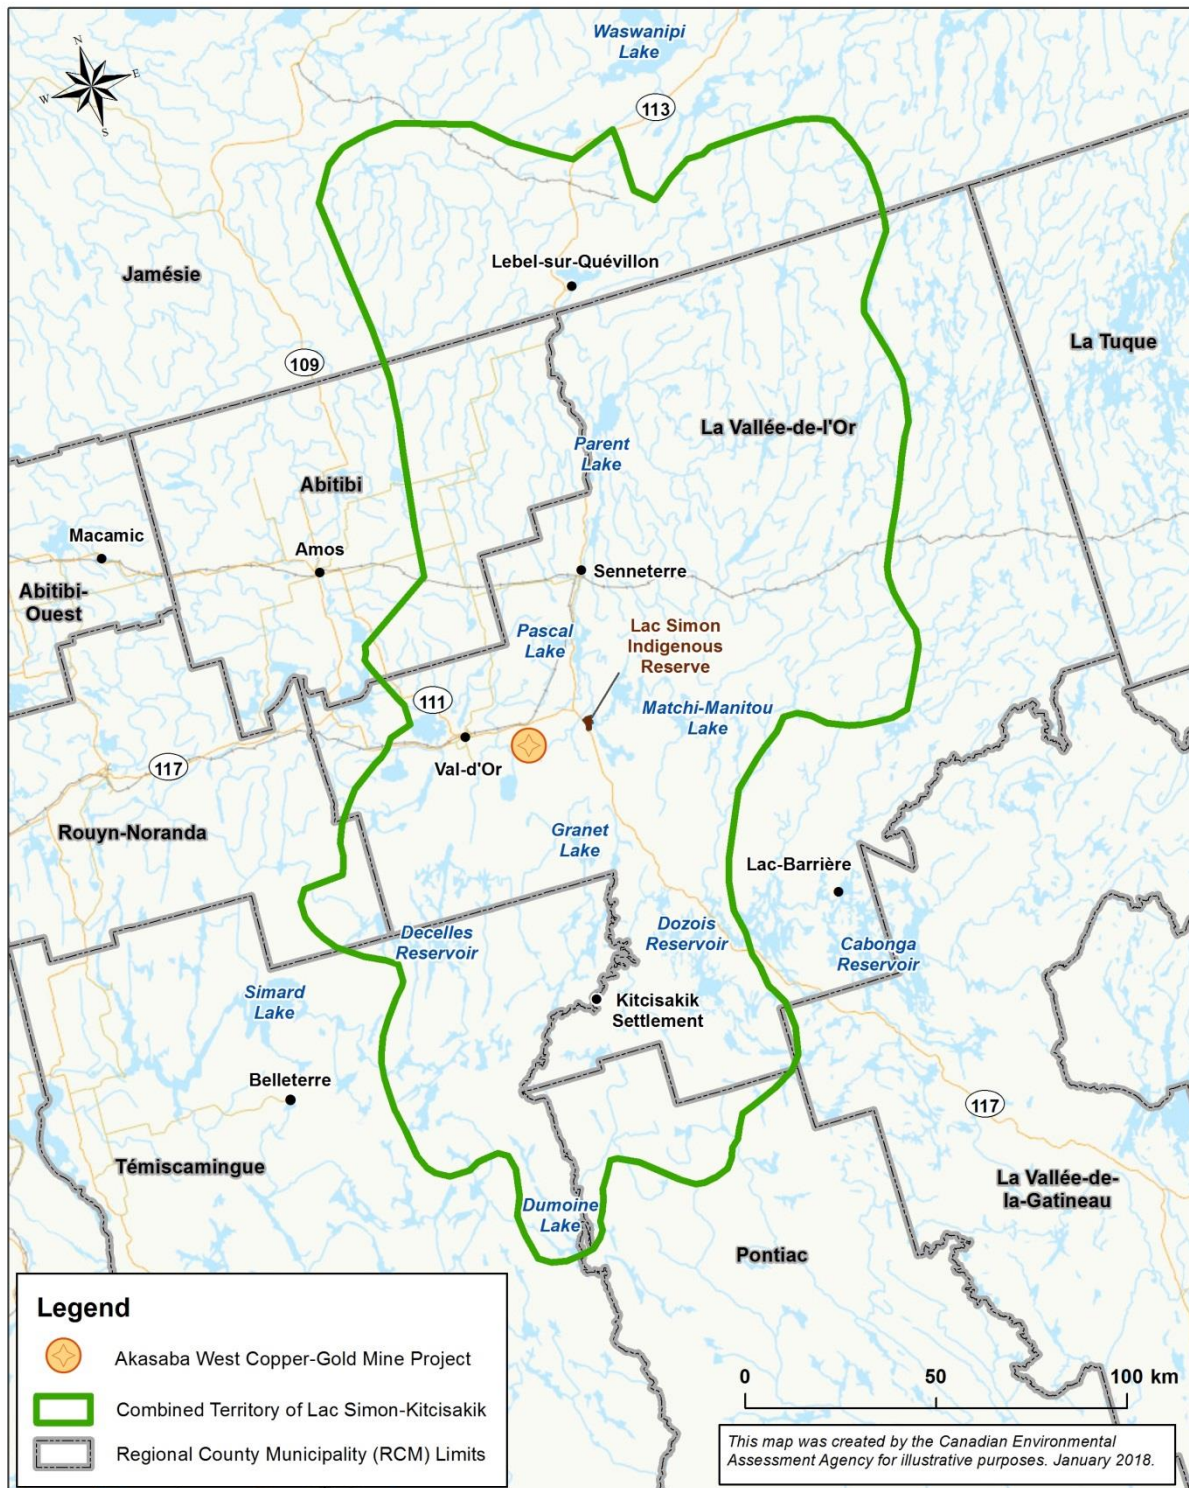 Waswanipi
Lake
N
E
W
S
113
Jamésie
Lebel-sur-Quévillon
109
La Tuque
La Vallée-de-l'Or
Parent
Lake
Abitibi
Macamic
Amos
Senneterre
Abitibi-
Ouest
Pascal
Lake
Lac Simon
Indigenous
Reserve
111
Matchi-Manitou
Lake
117
Val-d'Or
Rouyn-Noranda
Granet
Lake
Lac-Barrière
Decelles
Reservoir
Dozois
Reservoir
Cabonga
Reservoir
Simard
Lake
Kitcisakik
Settlement
Belleterre
117
Témiscamingue
La Vallée-de-
la-Gatineau
Dumoine
Lake
Pontiac
Legend
Akasaba West Copper-Gold Mine Project
Combined Territory of Lac Simon-Kitcisakik
Regional County Municipality (RCM) Limits
0 50 100 km
This map was created by the Canadian Environmental
Assessment Agency for illustrative purposes. January 2018.